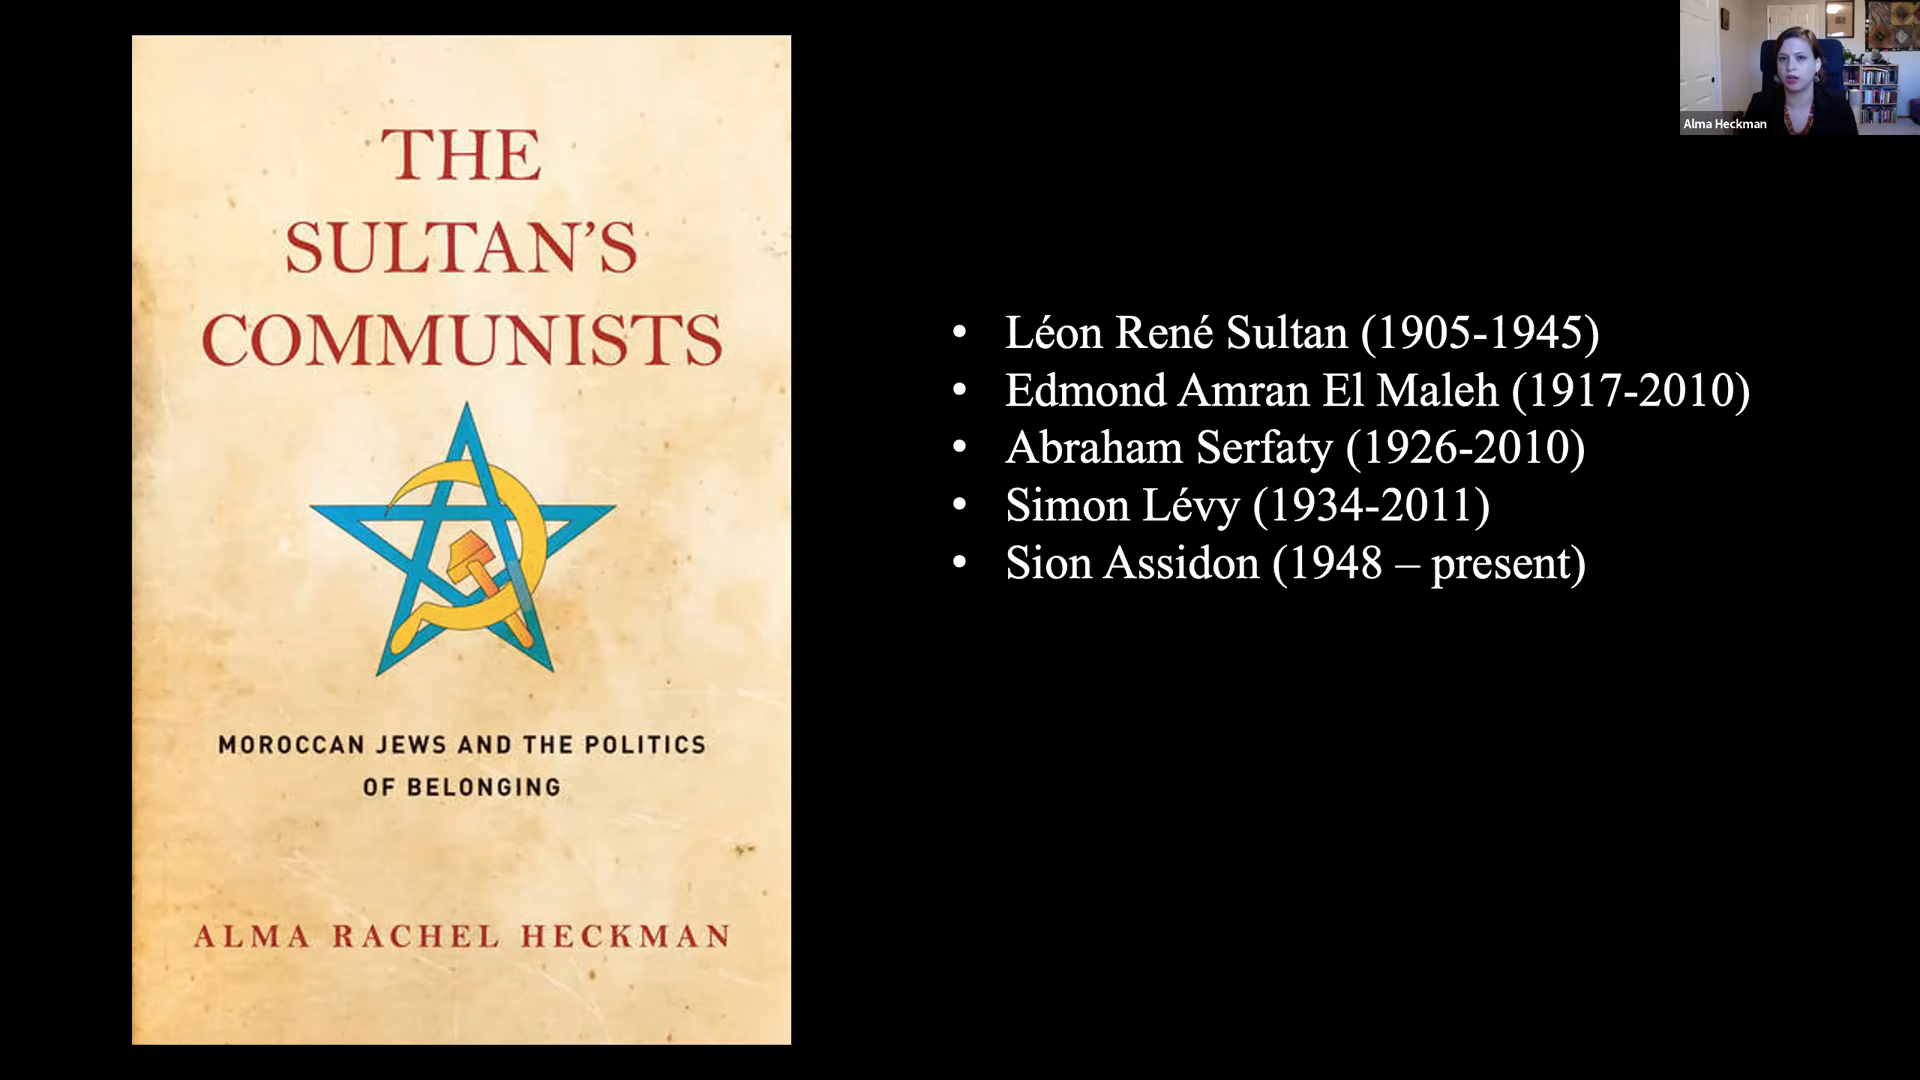 THE
SULTAN'S
COMMUNISTS
MOROCCAN JEWS AND THE POLITICS
OF BELONGING
ALMA RACHEL HECKMAN
• Léon René Sultan (1905-1945)
• Edmond Amran El Maleh (1917-2010)
• Abraham Serfaty (1926-2010)
• Simon Lévy (1934-2011)
• Sion Assidon (1948 – present)
Alma Heckman